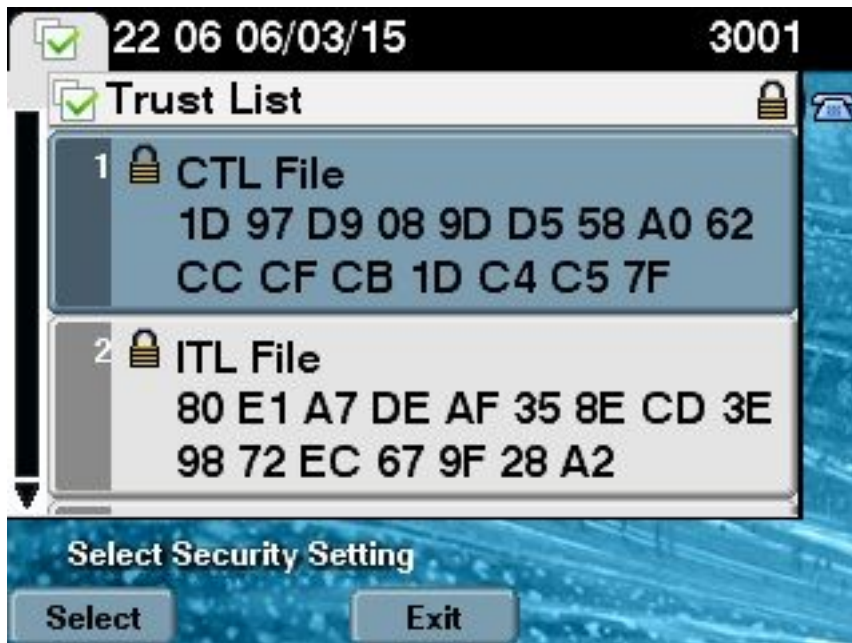 22 06 06/03/15 3001
Trust List
1 CTL File
1D 97 D9 08 9D D5 58 A0 62
CC CF CB 1D C4 C5 7F
2 ITL File
80 E1 A7 DE AF 35 8E CD 3E
98 72 EC 67 9F 28 A2
Select Security Setting
Select Exit